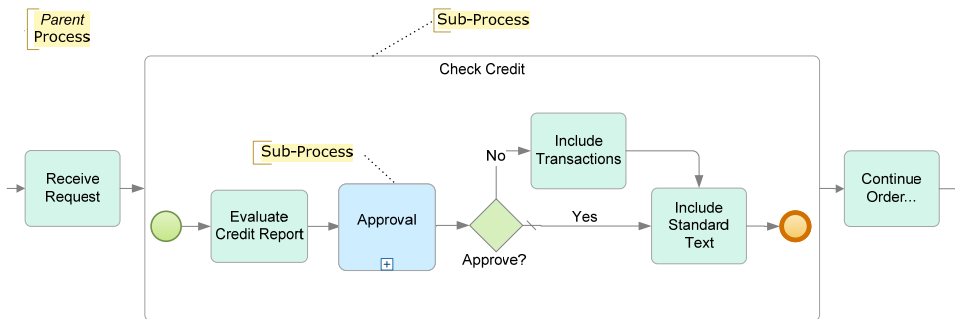 Parent
Process
Sub-Process
Check Credit
Receive
Request
Sub-Process
Evaluate
Credit Report
Approval
No
Approve?
Include
Transactions
Yes
Include
Standard
Text
Continue
Order...